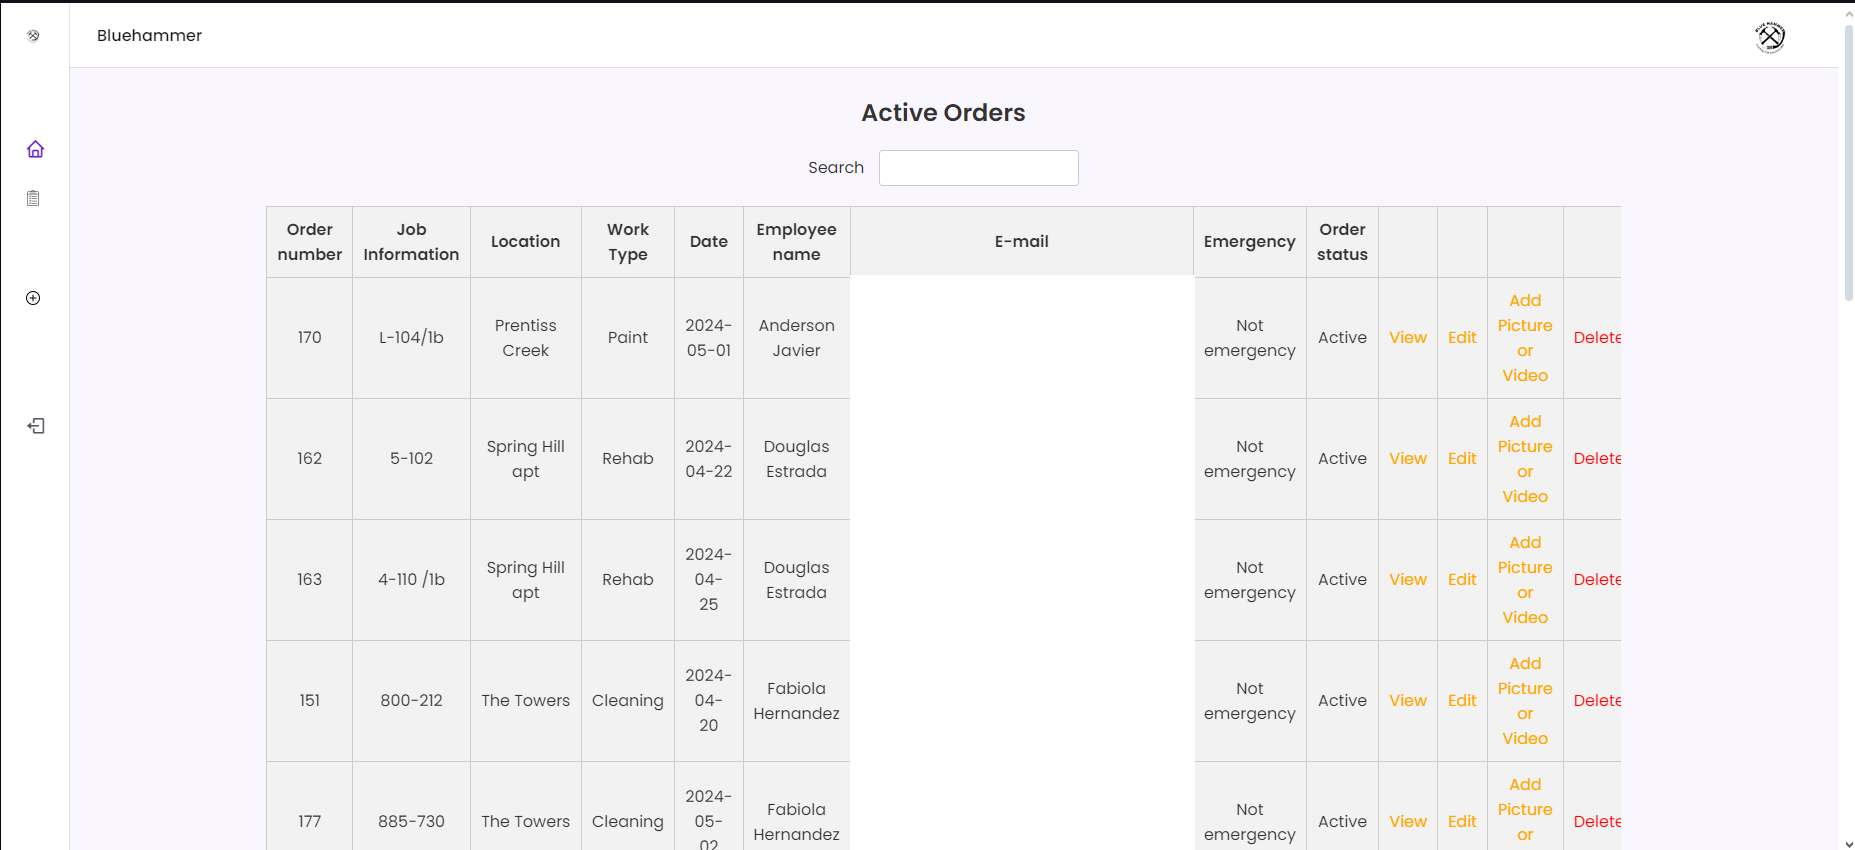 Bluehammer
Active Orders
Search
Order number
Job Information
Location
Work Type
Date
Employee name
E-mail
Emergency
Order status
170
L-104/1b
Prentiss Creek
Paint
2024-05-01
Anderson Javier
Not emergency
Active
View
Edit
Add Picture or Video
Delete
162
5-102
Spring Hill apt
Rehab
2024-04-22
Douglas Estrada
Not emergency
Active
View
Edit
Add Picture or Video
Delete
163
4-110 /1b
Spring Hill apt
Rehab
2024-04-25
Douglas Estrada
Not emergency
Active
View
Edit
Add Picture or Video
Delete
151
800-212
The Towers
Cleaning
2024-04-20
Fabiola Hernandez
Not emergency
Active
View
Edit
Add Picture or Video
Delete
177
885-730
The Towers
Cleaning
2024-05-02
Fabiola Hernandez
Not emergency
Active
View
Edit
Add Picture or
Delete